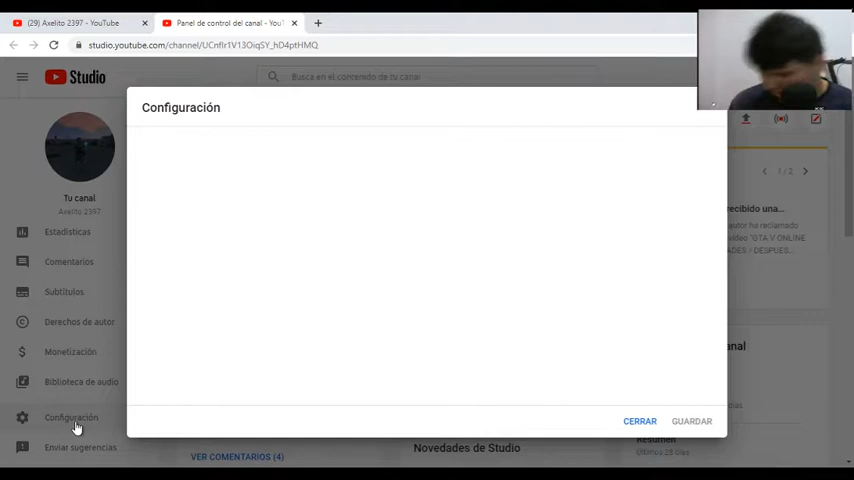 (29) Axelito 2397 - YouTube
Panel de control del canal - YouT
studio.youtube.com/channel/UCnflr1V13OiqSY_hD4ptHMQ
Studio
Busca en el contenido de tu canal
Configuración
Tu canal
Axelito 2397
1 / 2
Estadísticas
recibido una...
autor ha reclamado
video "GTA V ONLINE
ADES / DESPUES...
Comentarios
Subtítulos
Derechos de autor
anal
Monetización
Biblioteca de audio
días
Configuración
CERRAR
GUARDAR
Resumen
Últimos 28 días
Enviar sugerencias
VER COMENTARIOS (4)
Novedades de Studio